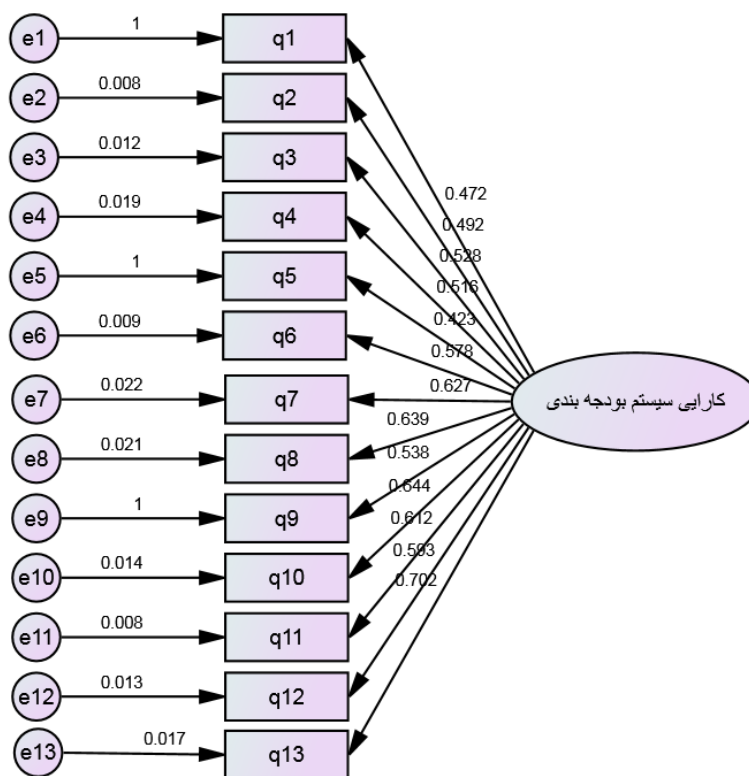 e1 1 q1
e2 0.008 q2
e3 0.012 q3
e4 0.019 q4
e5 1 q5
e6 0.009 q6
e7 0.022 q7
e8 0.021 q8
e9 1 q9
e10 0.014 q10
e11 0.008 q11
e12 0.013 q12
e13 0.017 q13
0.472
0.492
0.528
0.516
0.423
0.578
0.627
0.639
0.538
0.644
0.612
0.593
0.702
کارایی سیستم بودجه بندی